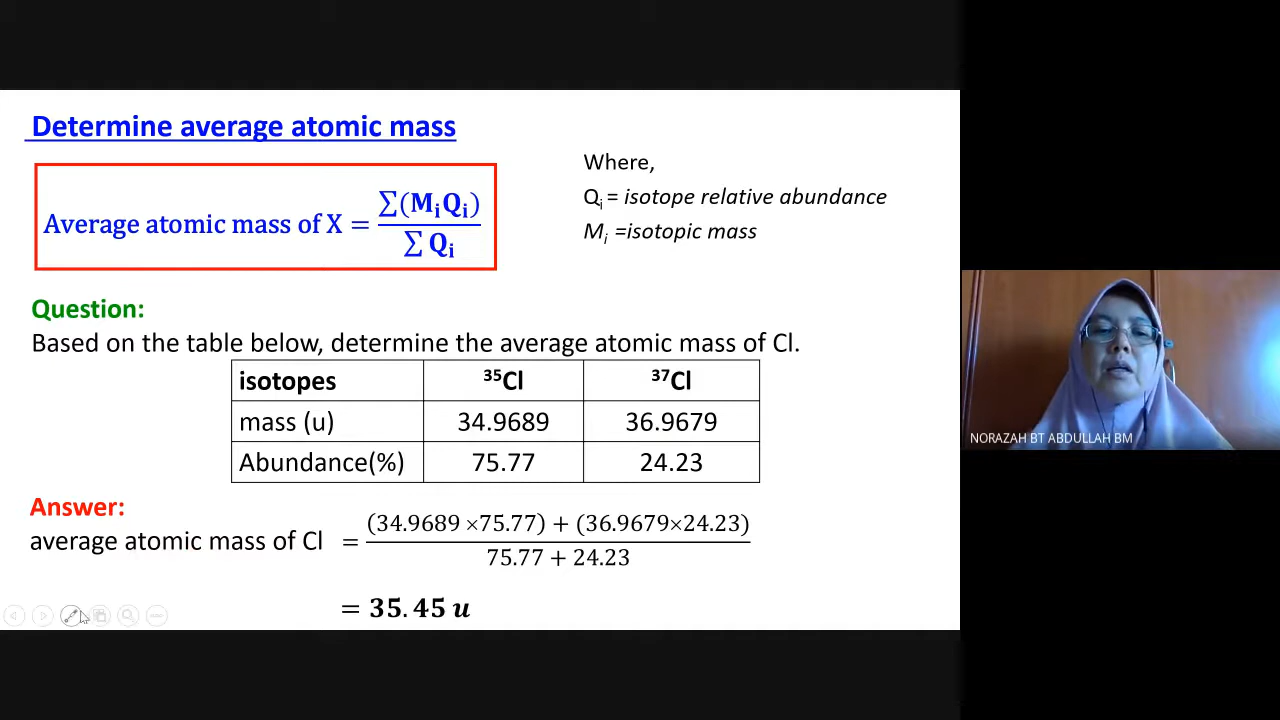 Determine average atomic mass
Average atomic mass of X = ∑(MᵢQᵢ) / ∑ Qᵢ
Where,
Qᵢ = isotope relative abundance
Mᵢ =isotopic mass
Question:
Based on the table below, determine the average atomic mass of Cl.
isotopes ³⁵Cl ³⁷Cl
mass (u) 34.9689 36.9679
Abundance(%) 75.77 24.23
Answer:
average atomic mass of Cl = (34.9689 ×75.77) + (36.9679×24.23) / 75.77 + 24.23
= 35.45 u
NORAZAH BT ABDULLAH BM